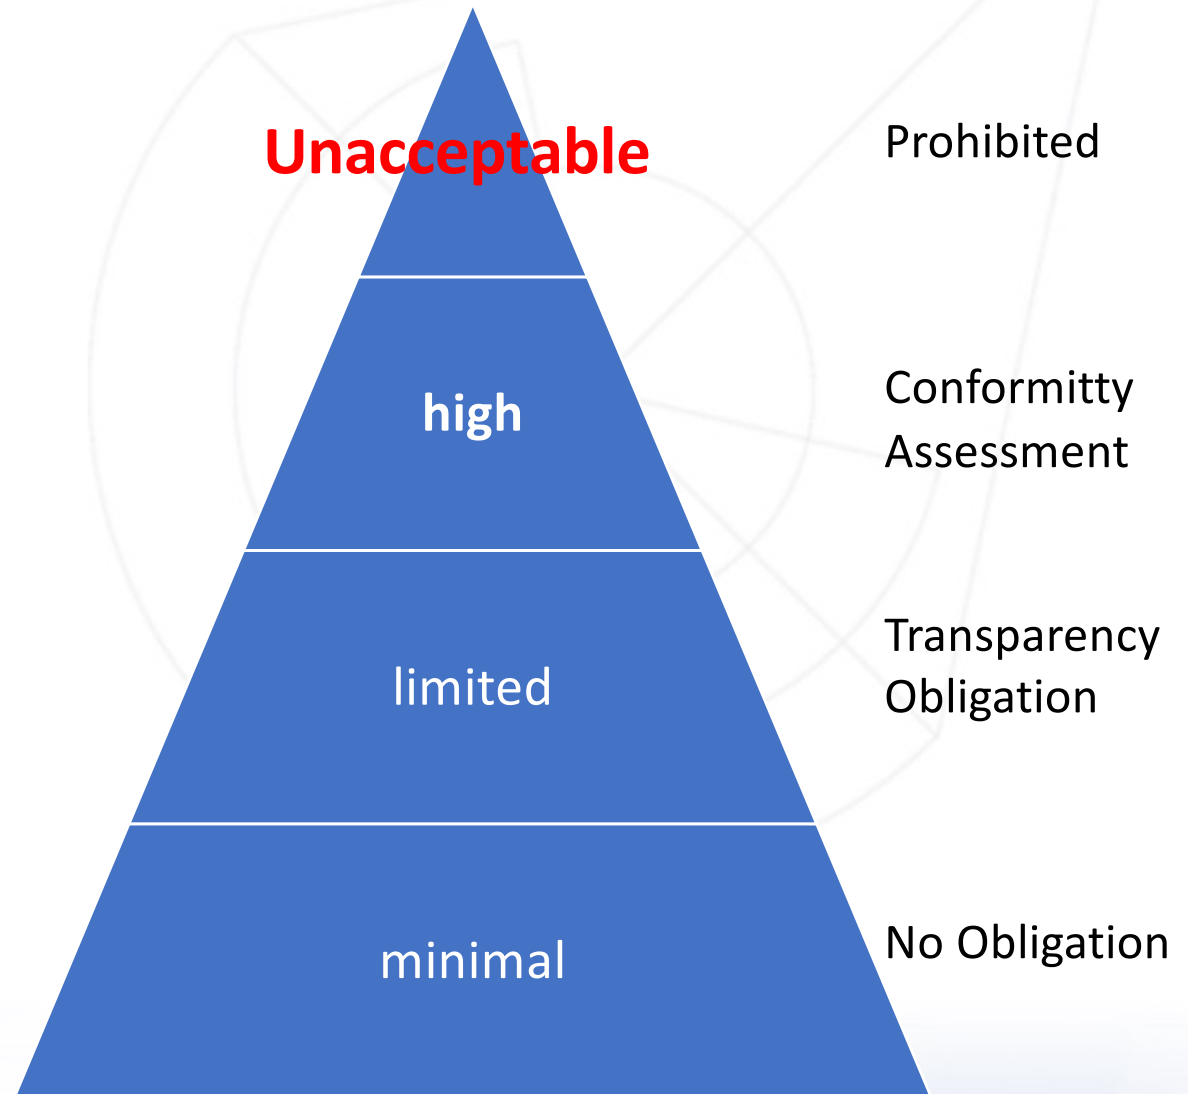 Unacceptable
Prohibited
high
Conformitty
Assessment
limited
Transparency
Obligation
minimal
No Obligation